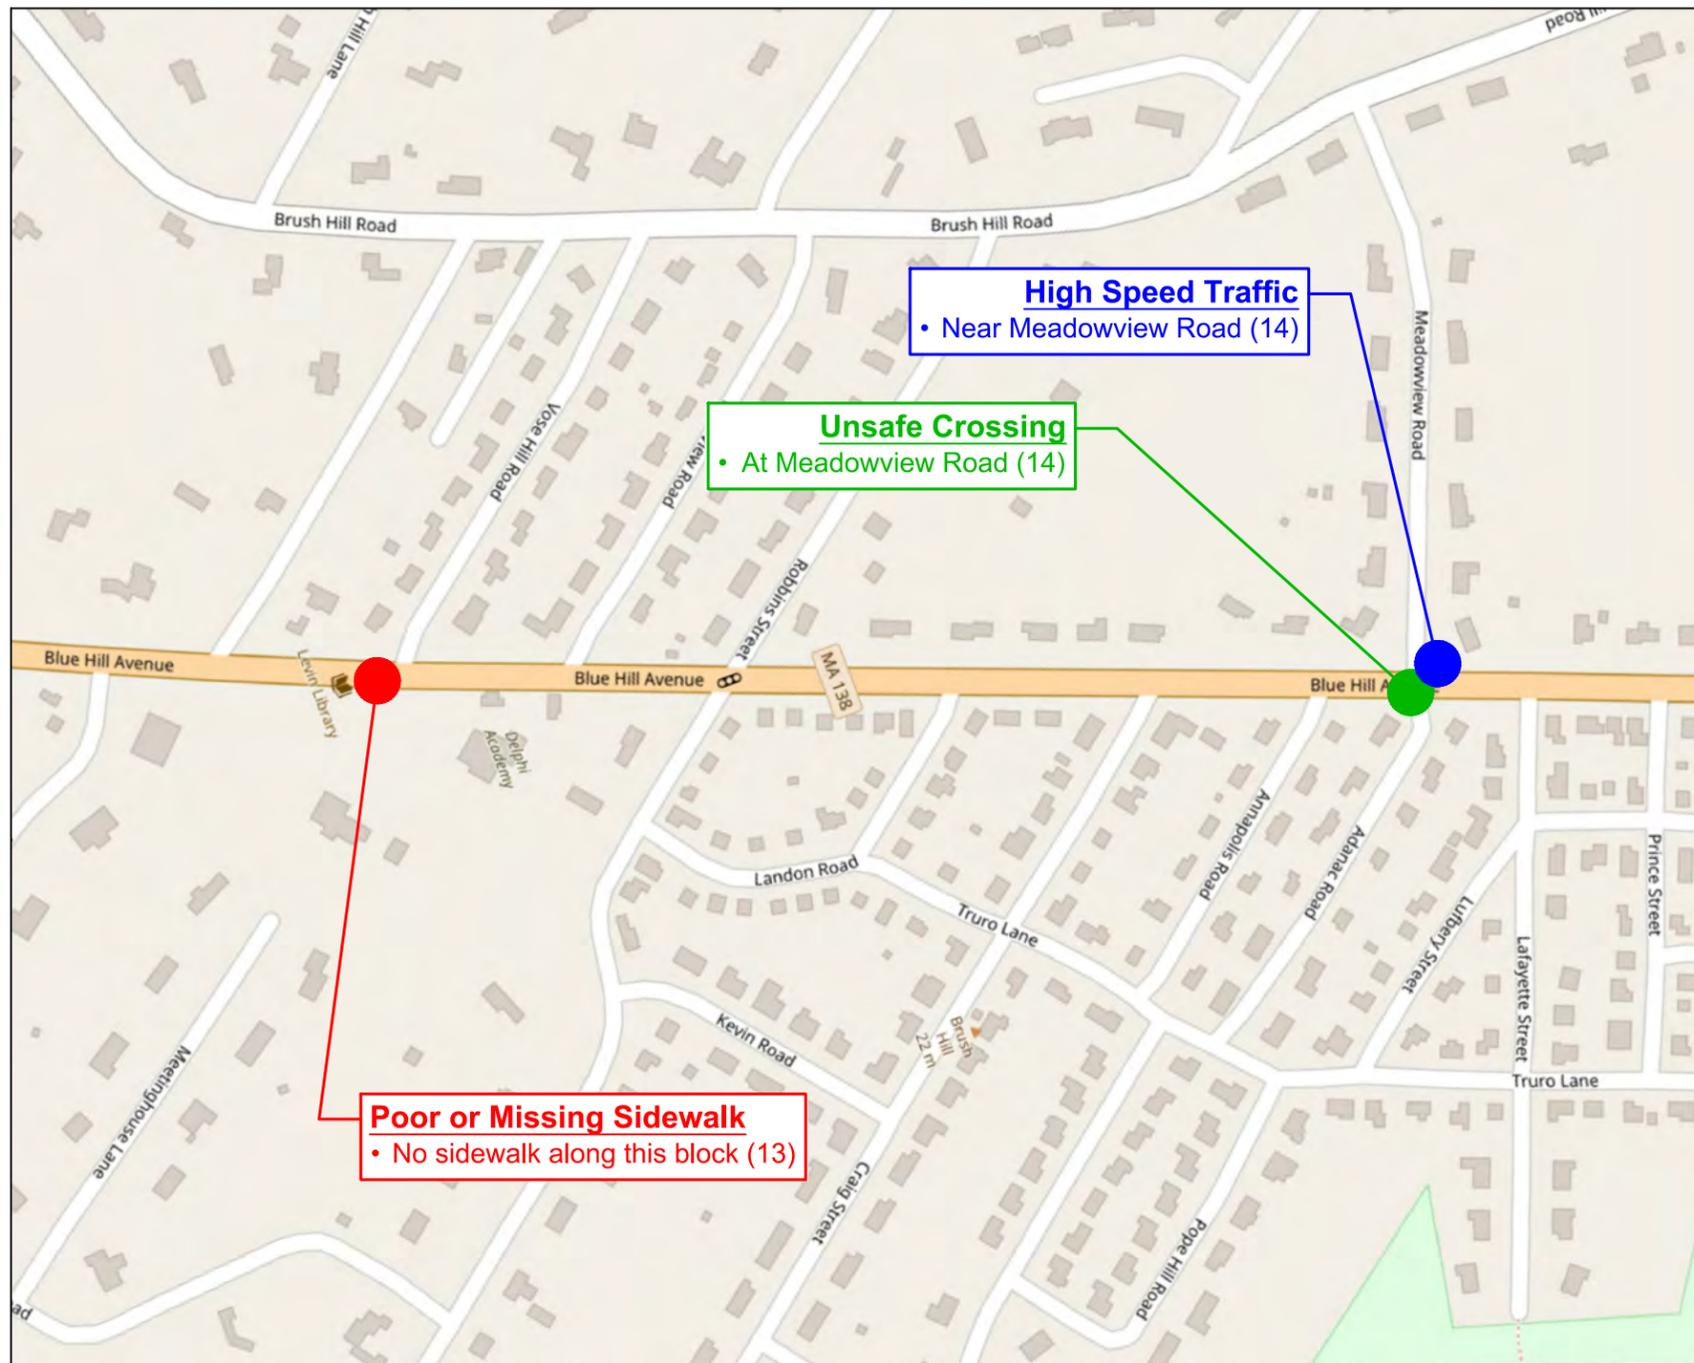 Hill Lane
Brush Hill Road
Brush Hill Road
High Speed Traffic
• Near Meadowview Road (14)
Meadowview Road
Unsafe Crossing
• At Meadowview Road (14)
Vose Hill Road
Road
Robbins Street
Blue Hill Avenue
Levin Library
Blue Hill Avenue
MA 138
Blue Hill
Delphi
Academy
Landon Road
Annapolis Road
Adanac Road
Prince Street
Truro Lane
Lufbery Street
Lafayette Street
Kevin Road
Brush
Hill
22 m
Meetinghouse Lane
Truro Lane
Poor or Missing Sidewalk
• No sidewalk along this block (13)
Craig Street
Pope Hill Road